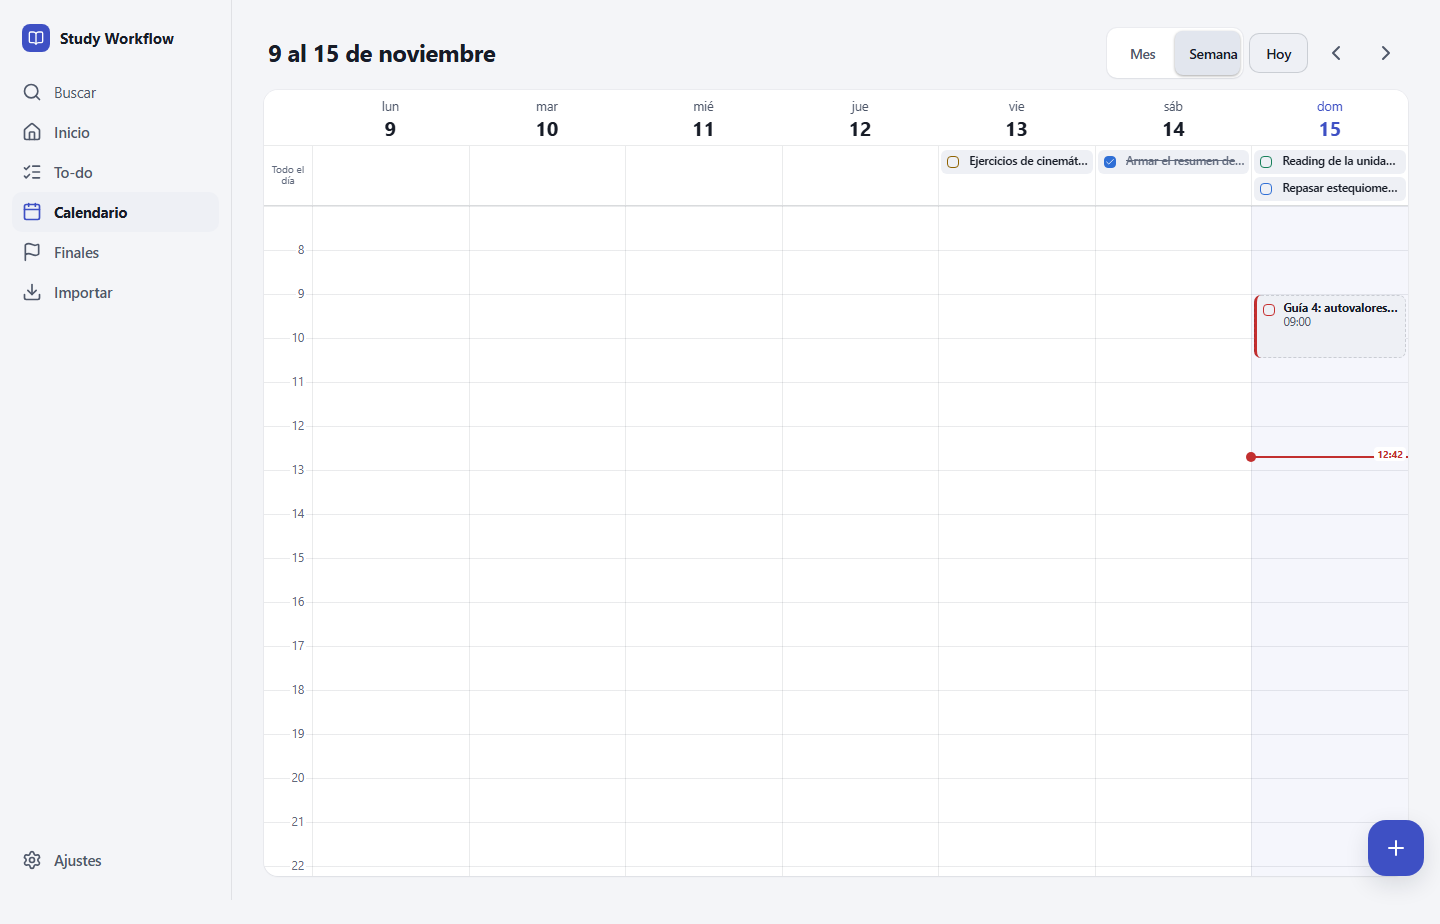 Study Workflow
Buscar
Inicio
To-do
Calendario
Finales
Importar
Ajustes
9 al 15 de noviembre
Mes
Semana
Hoy
lun
9
mar
10
mié
11
jue
12
vie
13
sáb
14
dom
15
Todo el
día
Ejercicios de cinemát...
Armar el resumen de...
Reading de la unida...
Repasar estequiome...
8
9
Guía 4: autovalores...
09:00
10
11
12
12:42
13
14
15
16
17
18
19
20
21
22